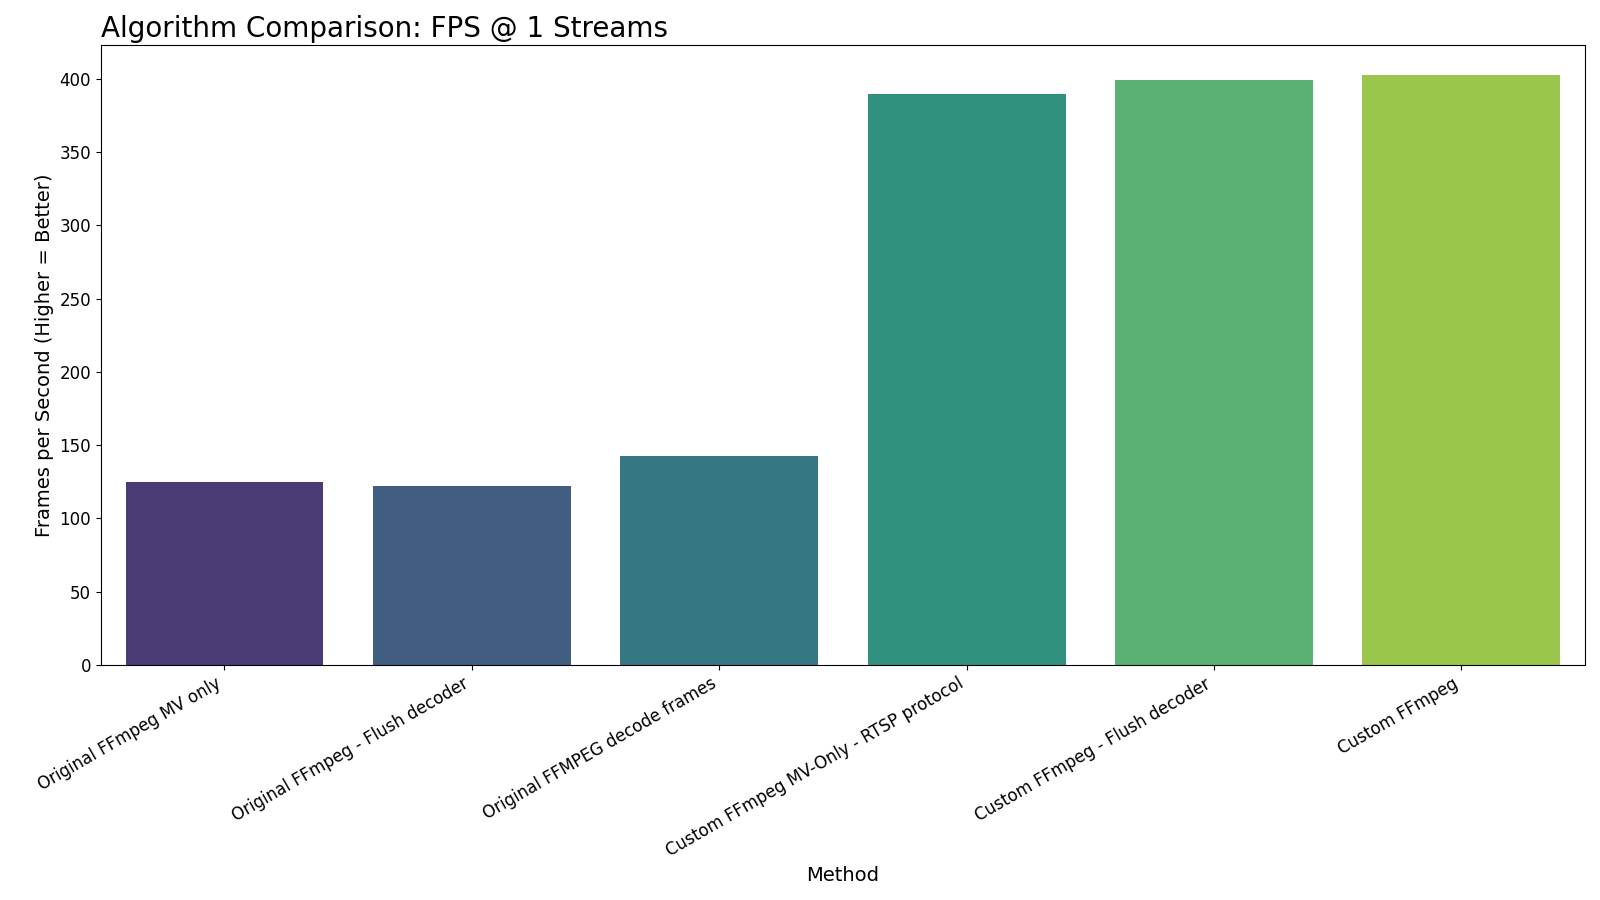 Algorithm Comparison: FPS @ 1 Streams
Frames per Second (Higher = Better)
400
350
300
250
200
150
100
50
0
Original FFmpeg MV only
Original FFmpeg - Flush decoder
Original FFMPEG decode frames
Custom FFmpeg MV-Only - RTSP protocol
Custom FFmpeg - Flush decoder
Custom FFmpeg
Method